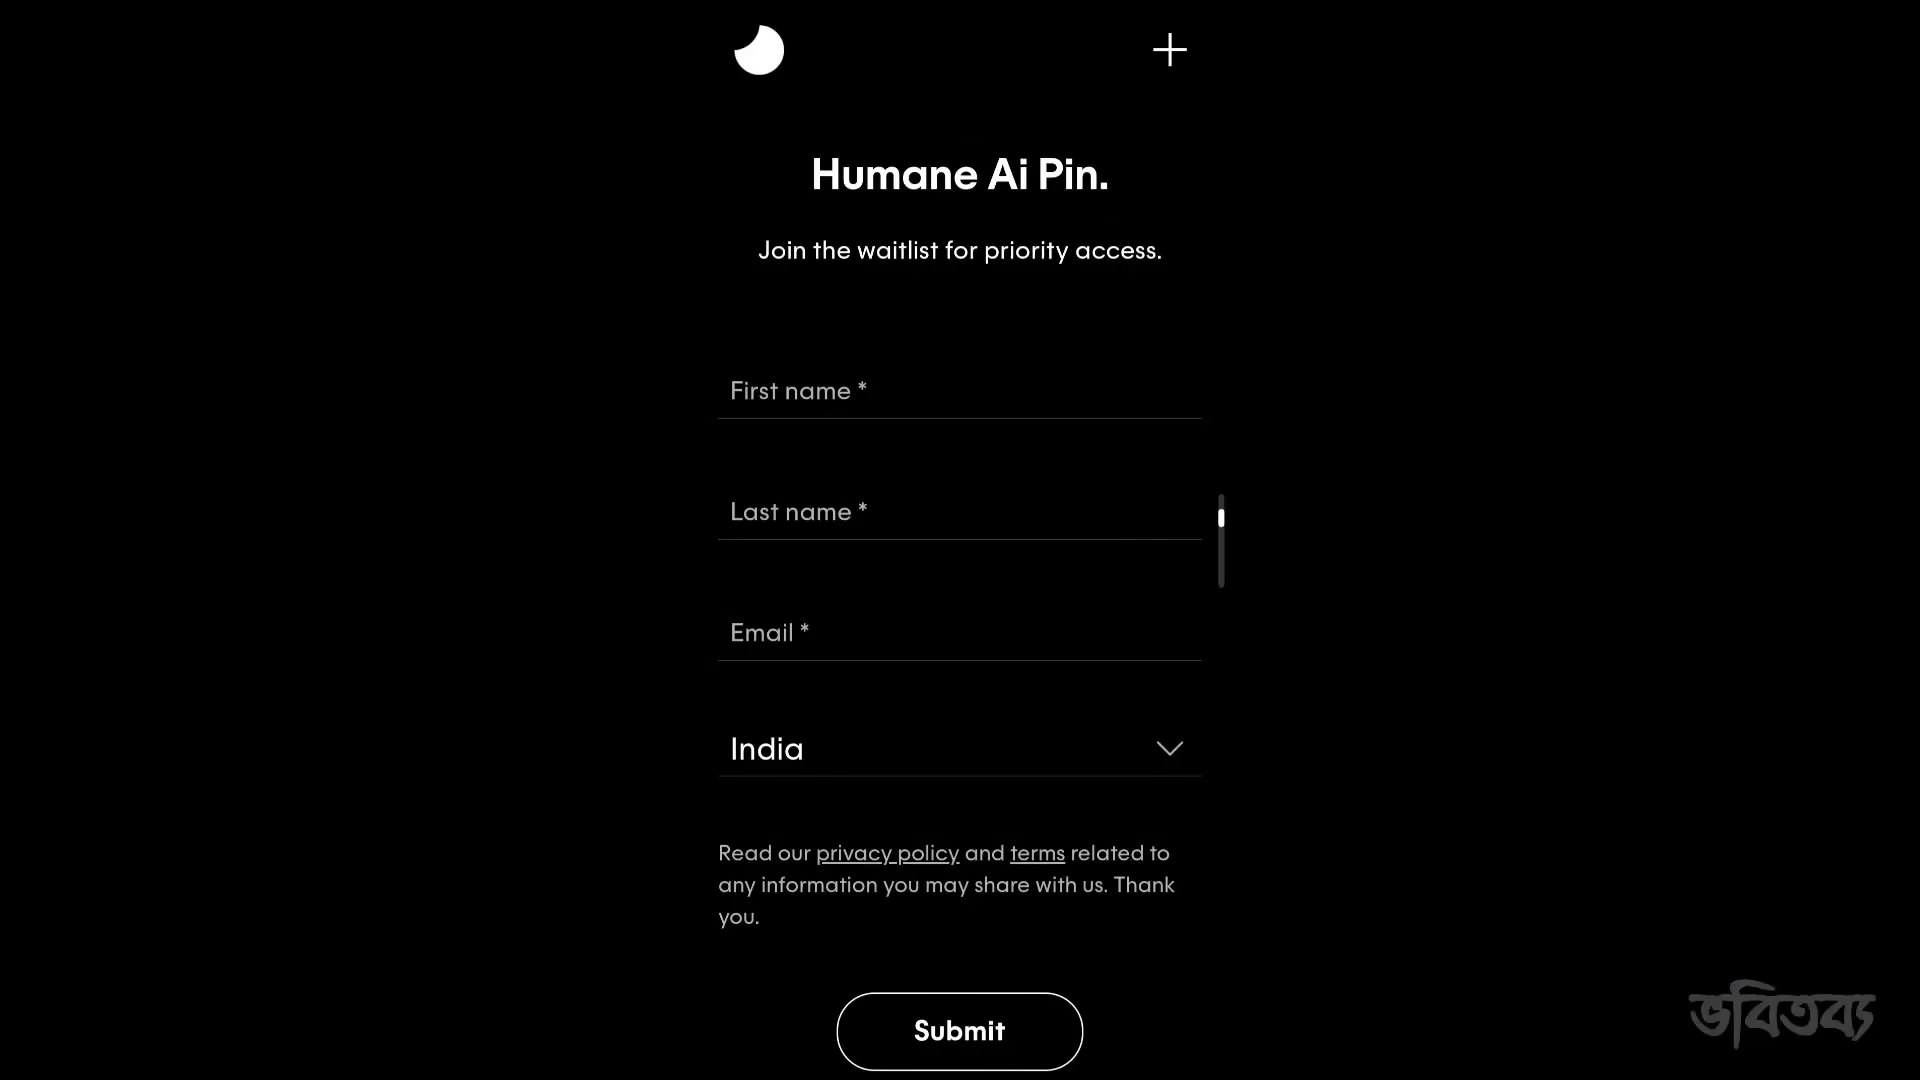 Humane Ai Pin.
Join the waitlist for priority access.
First name *
Last name *
Email *
India
Read our privacy policy and terms related to
any information you may share with us. Thank
you.
Submit
ভবিতব্য